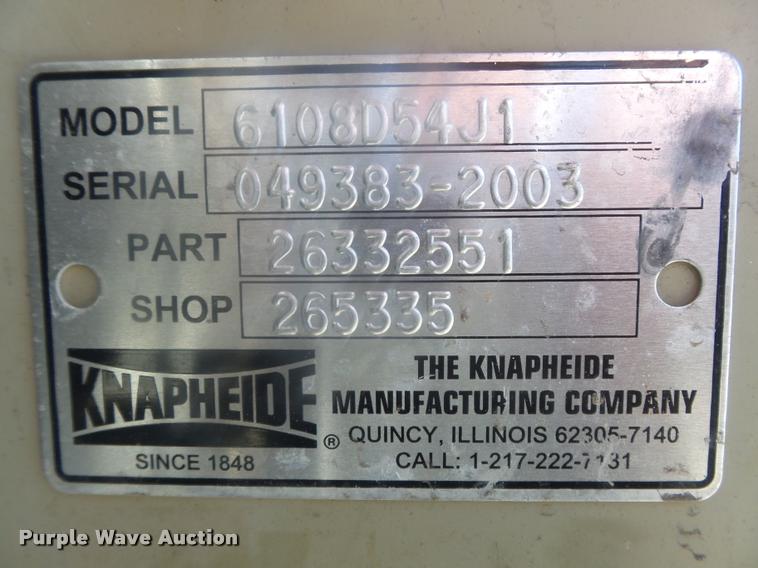 MODEL 6108D54J1
SERIAL 049383-2003
PART 26332551
SHOP 265335
KNAPHEIDE ®
SINCE 1848
THE KNAPHEIDE
MANUFACTURING COMPANY
QUINCY, ILLINOIS 62305-7140
CALL: 1-217-222-7131
Purple Wave Auction